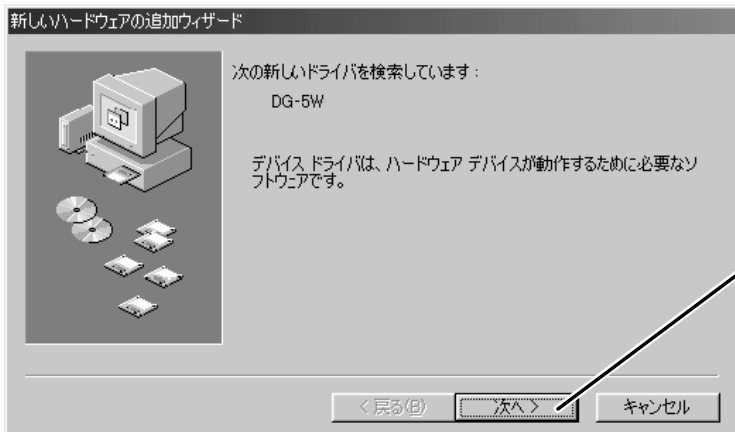 新しいハードウェアの追加ウィザード
次の新しいドライバを検索しています：
DG-5W
デバイス ドライバは、ハードウェア デバイスが動作するために必要なソ
フトウェアです。
< 戻る(B)
次へ >
キャンセル